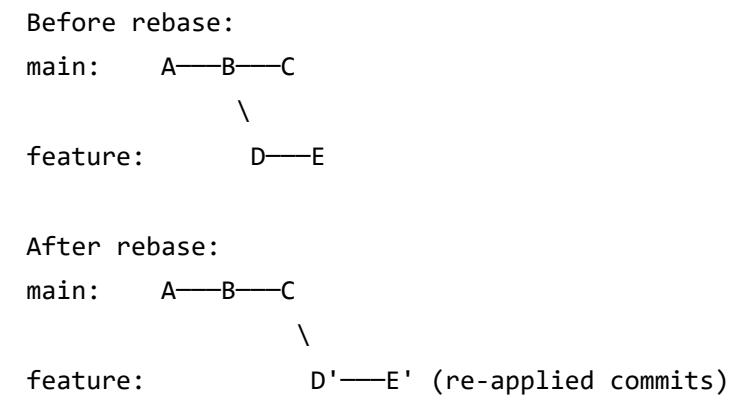 Before rebase:
main:    A───B───C
              \
feature:       D───E

After rebase:
main:    A───B───C
                  \
feature:           D'───E' (re-applied commits)